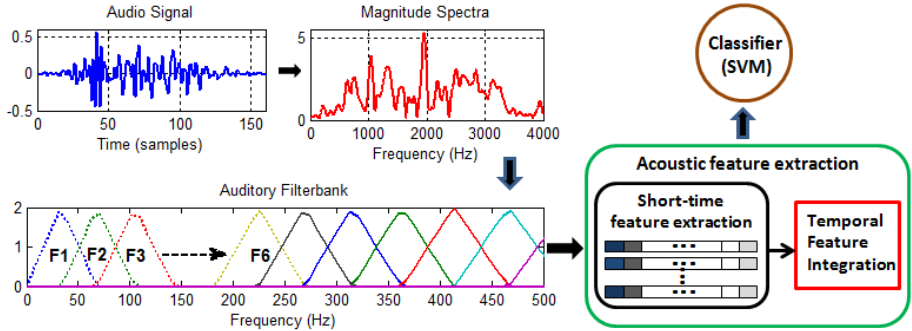 Audio Signal
0.5
0
-0.5
0 50 100 150
Time (samples)
Magnitude Spectra
5
0
0 1000 2000 3000 4000
Frequency (Hz)
Classifier
(SVM)
Auditory Filterbank
2
1
0
F1 F2 F3 F6
0 50 100 150 200 250 300 350 400 450 500
Frequency (Hz)
Acoustic feature extraction
Short-time
feature extraction
Temporal
Feature
Integration